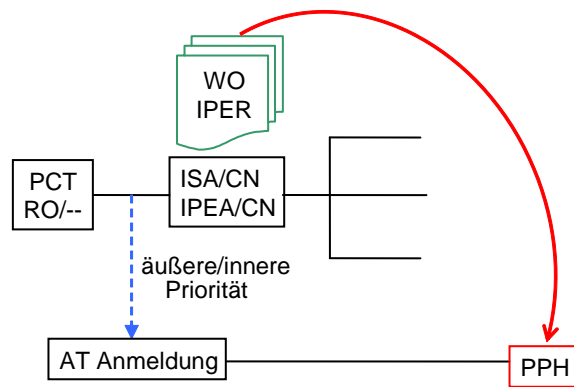 WO
IPER
PCT
RO/--
ISA/CN
IPEA/CN
äußere/innere
Priorität
AT Anmeldung
PPH